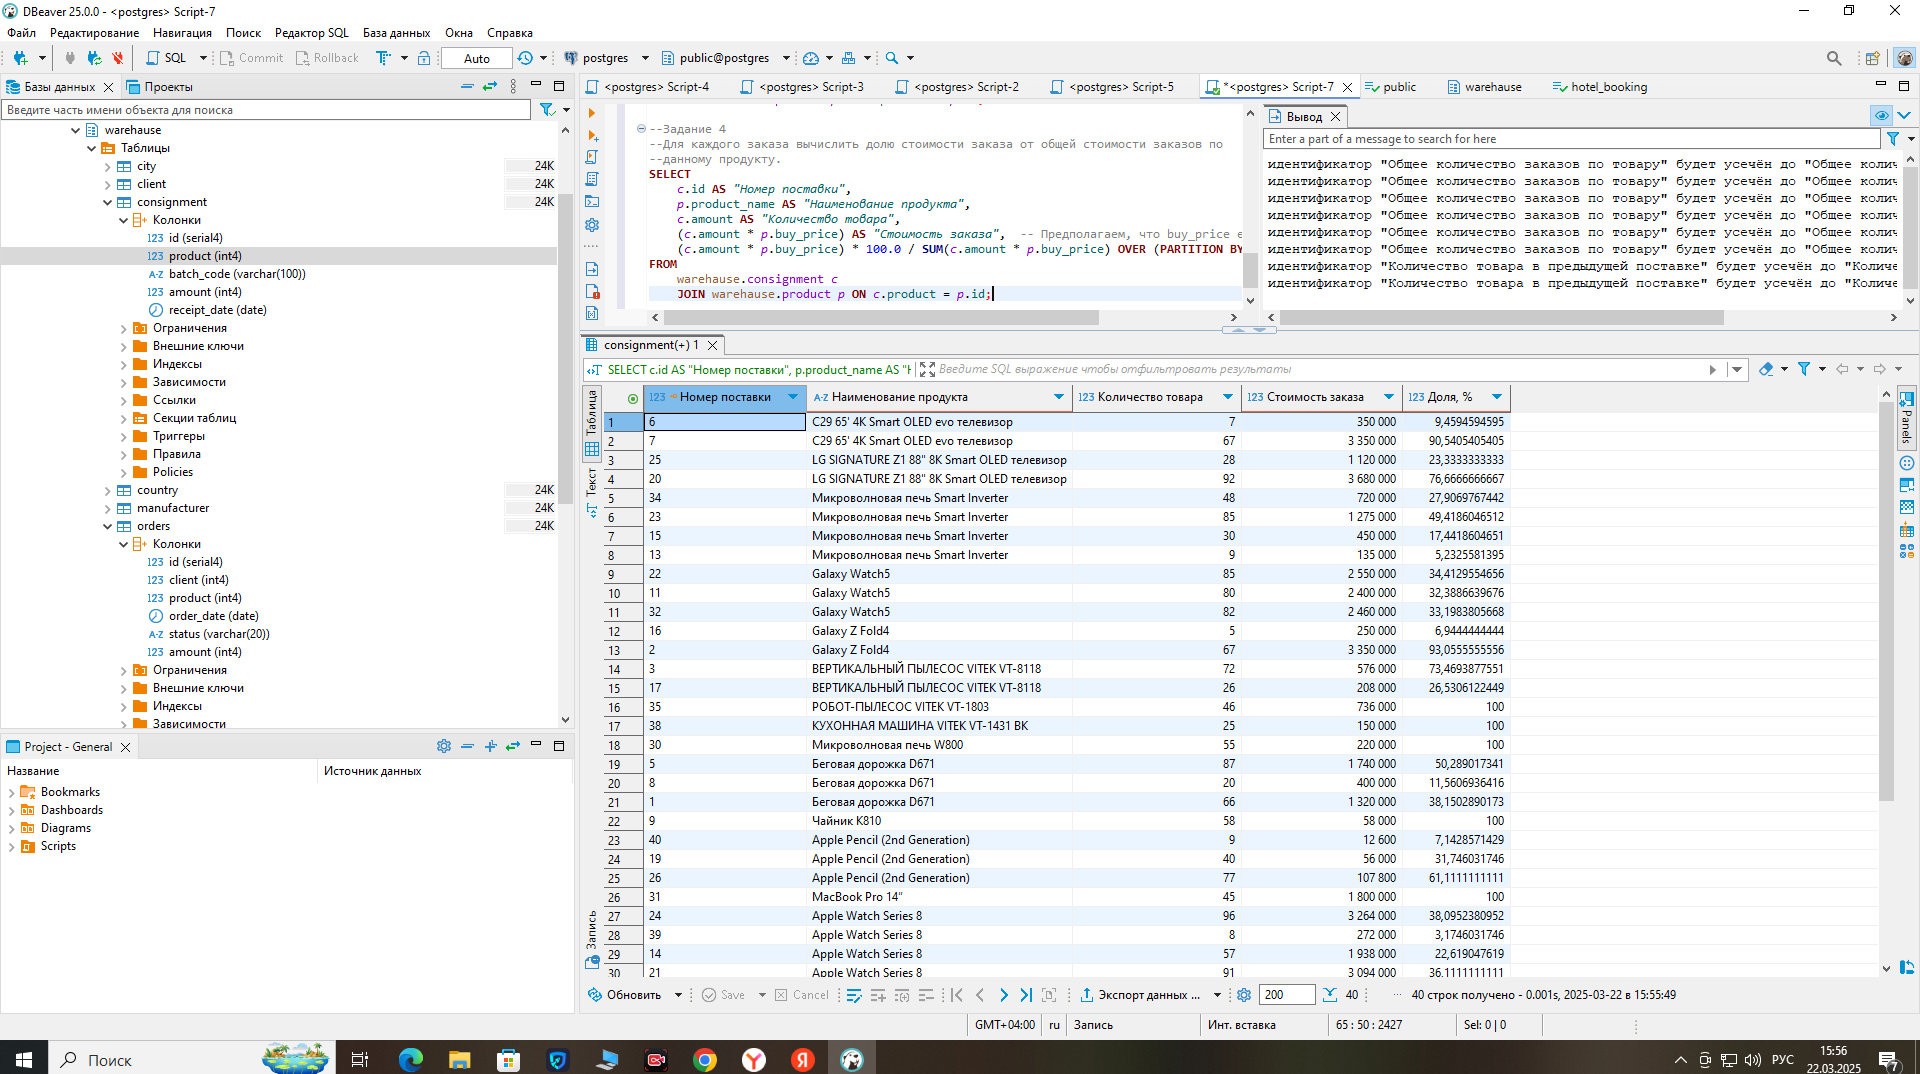 DBeaver 25.0.0 - <postgres> Script-7
Файл Редактирование Навигация Поиск Редактор SQL База данных Окна Справка
SQL Commit Rollback Auto postgres public@postgres
Базы данных Проекты
Введите часть имени объекта для поиска
warehause
Таблицы
city 24K
client 24K
consignment 24K
Колонки
123 id (serial4)
123 product (int4)
A-Z batch_code (varchar(100))
123 amount (int4)
receipt_date (date)
Ограничения
Внешние ключи
Индексы
Зависимости
Ссылки
Секции таблиц
Триггеры
Правила
Policies
country 24K
manufacturer 24K
orders 24K
Колонки
123 id (serial4)
123 client (int4)
123 product (int4)
order_date (date)
A-Z status (varchar(20))
123 amount (int4)
Ограничения
Внешние ключи
Индексы
Зависимости
Project - General
Название Источник данных
Bookmarks
Dashboards
Diagrams
Scripts
<postgres> Script-4 <postgres> Script-3 <postgres> Script-2 <postgres> Script-5 *<postgres> Script-7 public warehause hotel_booking
--Задание 4
--Для каждого заказа вычислить долю стоимости заказа от общей стоимости заказов по
--данному продукту.
SELECT
c.id AS "Номер поставки",
p.product_name AS "Наименование продукта",
c.amount AS "Количество товара",
(c.amount * p.buy_price) AS "Стоимость заказа", -- Предполагаем, что buy_price е
(c.amount * p.buy_price) * 100.0 / SUM(c.amount * p.buy_price) OVER (PARTITION BY
FROM
warehause.consignment c
JOIN warehause.product p ON c.product = p.id;
Вывод
Enter a part of a message to search for here
идентификатор "Общее количество заказов по товару" будет усечён до "Общее колич
идентификатор "Общее количество заказов по товару" будет усечён до "Общее колич
идентификатор "Общее количество заказов по товару" будет усечён до "Общее колич
идентификатор "Общее количество заказов по товару" будет усечён до "Общее колич
идентификатор "Общее количество заказов по товару" будет усечён до "Общее колич
идентификатор "Общее количество заказов по товару" будет усечён до "Общее колич
идентификатор "Количество товара в предыдущей поставке" будет усечён до "Количе
идентификатор "Количество товара в предыдущей поставке" будет усечён до "Количе
consignment(+) 1
SELECT c.id AS "Номер поставки", p.product_name AS "Н Введите SQL выражение чтобы отфильтровать результаты
Таблица
Текст
Запись
Panels
123 Номер поставки A-Z Наименование продукта 123 Количество товара 123 Стоимость заказа 123 Доля, %
1 6 C29 65' 4K Smart OLED evo телевизор 7 350 000 9,4594594595
2 7 C29 65' 4K Smart OLED evo телевизор 67 3 350 000 90,5405405405
3 25 LG SIGNATURE Z1 88" 8K Smart OLED телевизор 28 1 120 000 23,3333333333
4 20 LG SIGNATURE Z1 88" 8K Smart OLED телевизор 92 3 680 000 76,6666666667
5 34 Микроволновая печь Smart Inverter 48 720 000 27,9069767442
6 23 Микроволновая печь Smart Inverter 85 1 275 000 49,4186046512
7 15 Микроволновая печь Smart Inverter 30 450 000 17,4418604651
8 13 Микроволновая печь Smart Inverter 9 135 000 5,2325581395
9 22 Galaxy Watch5 85 2 550 000 34,4129554656
10 11 Galaxy Watch5 80 2 400 000 32,3886639676
11 32 Galaxy Watch5 82 2 460 000 33,1983805668
12 16 Galaxy Z Fold4 5 250 000 6,9444444444
13 2 Galaxy Z Fold4 67 3 350 000 93,0555555556
14 3 ВЕРТИКАЛЬНЫЙ ПЫЛЕСОС VITEK VT-8118 72 576 000 73,4693877551
15 17 ВЕРТИКАЛЬНЫЙ ПЫЛЕСОС VITEK VT-8118 26 208 000 26,5306122449
16 35 РОБОТ-ПЫЛЕСОС VITEK VT-1803 46 736 000 100
17 38 КУХОННАЯ МАШИНА VITEK VT-1431 BK 25 150 000 100
18 30 Микроволновая печь W800 55 220 000 100
19 5 Беговая дорожка D671 87 1 740 000 50,289017341
20 8 Беговая дорожка D671 20 400 000 11,5606936416
21 1 Беговая дорожка D671 66 1 320 000 38,1502890173
22 9 Чайник K810 58 58 000 100
23 40 Apple Pencil (2nd Generation) 9 12 600 7,1428571429
24 19 Apple Pencil (2nd Generation) 40 56 000 31,746031746
25 26 Apple Pencil (2nd Generation) 77 107 800 61,1111111111
26 31 MacBook Pro 14" 45 1 800 000 100
27 24 Apple Watch Series 8 96 3 264 000 38,0952380952
28 39 Apple Watch Series 8 8 272 000 3,1746031746
29 14 Apple Watch Series 8 57 1 938 000 22,619047619
30 21 Apple Watch Series 8 91 3 094 000 36,1111111111
Обновить Save Cancel Экспорт данных ... 200 40 40 строк получено - 0.001s, 2025-03-22 в 15:55:49
GMT+04:00 ru Запись Инт. вставка 65 : 50 : 2427 Sel: 0 | 0
Поиск РУС 15:56
22.03.2025 7